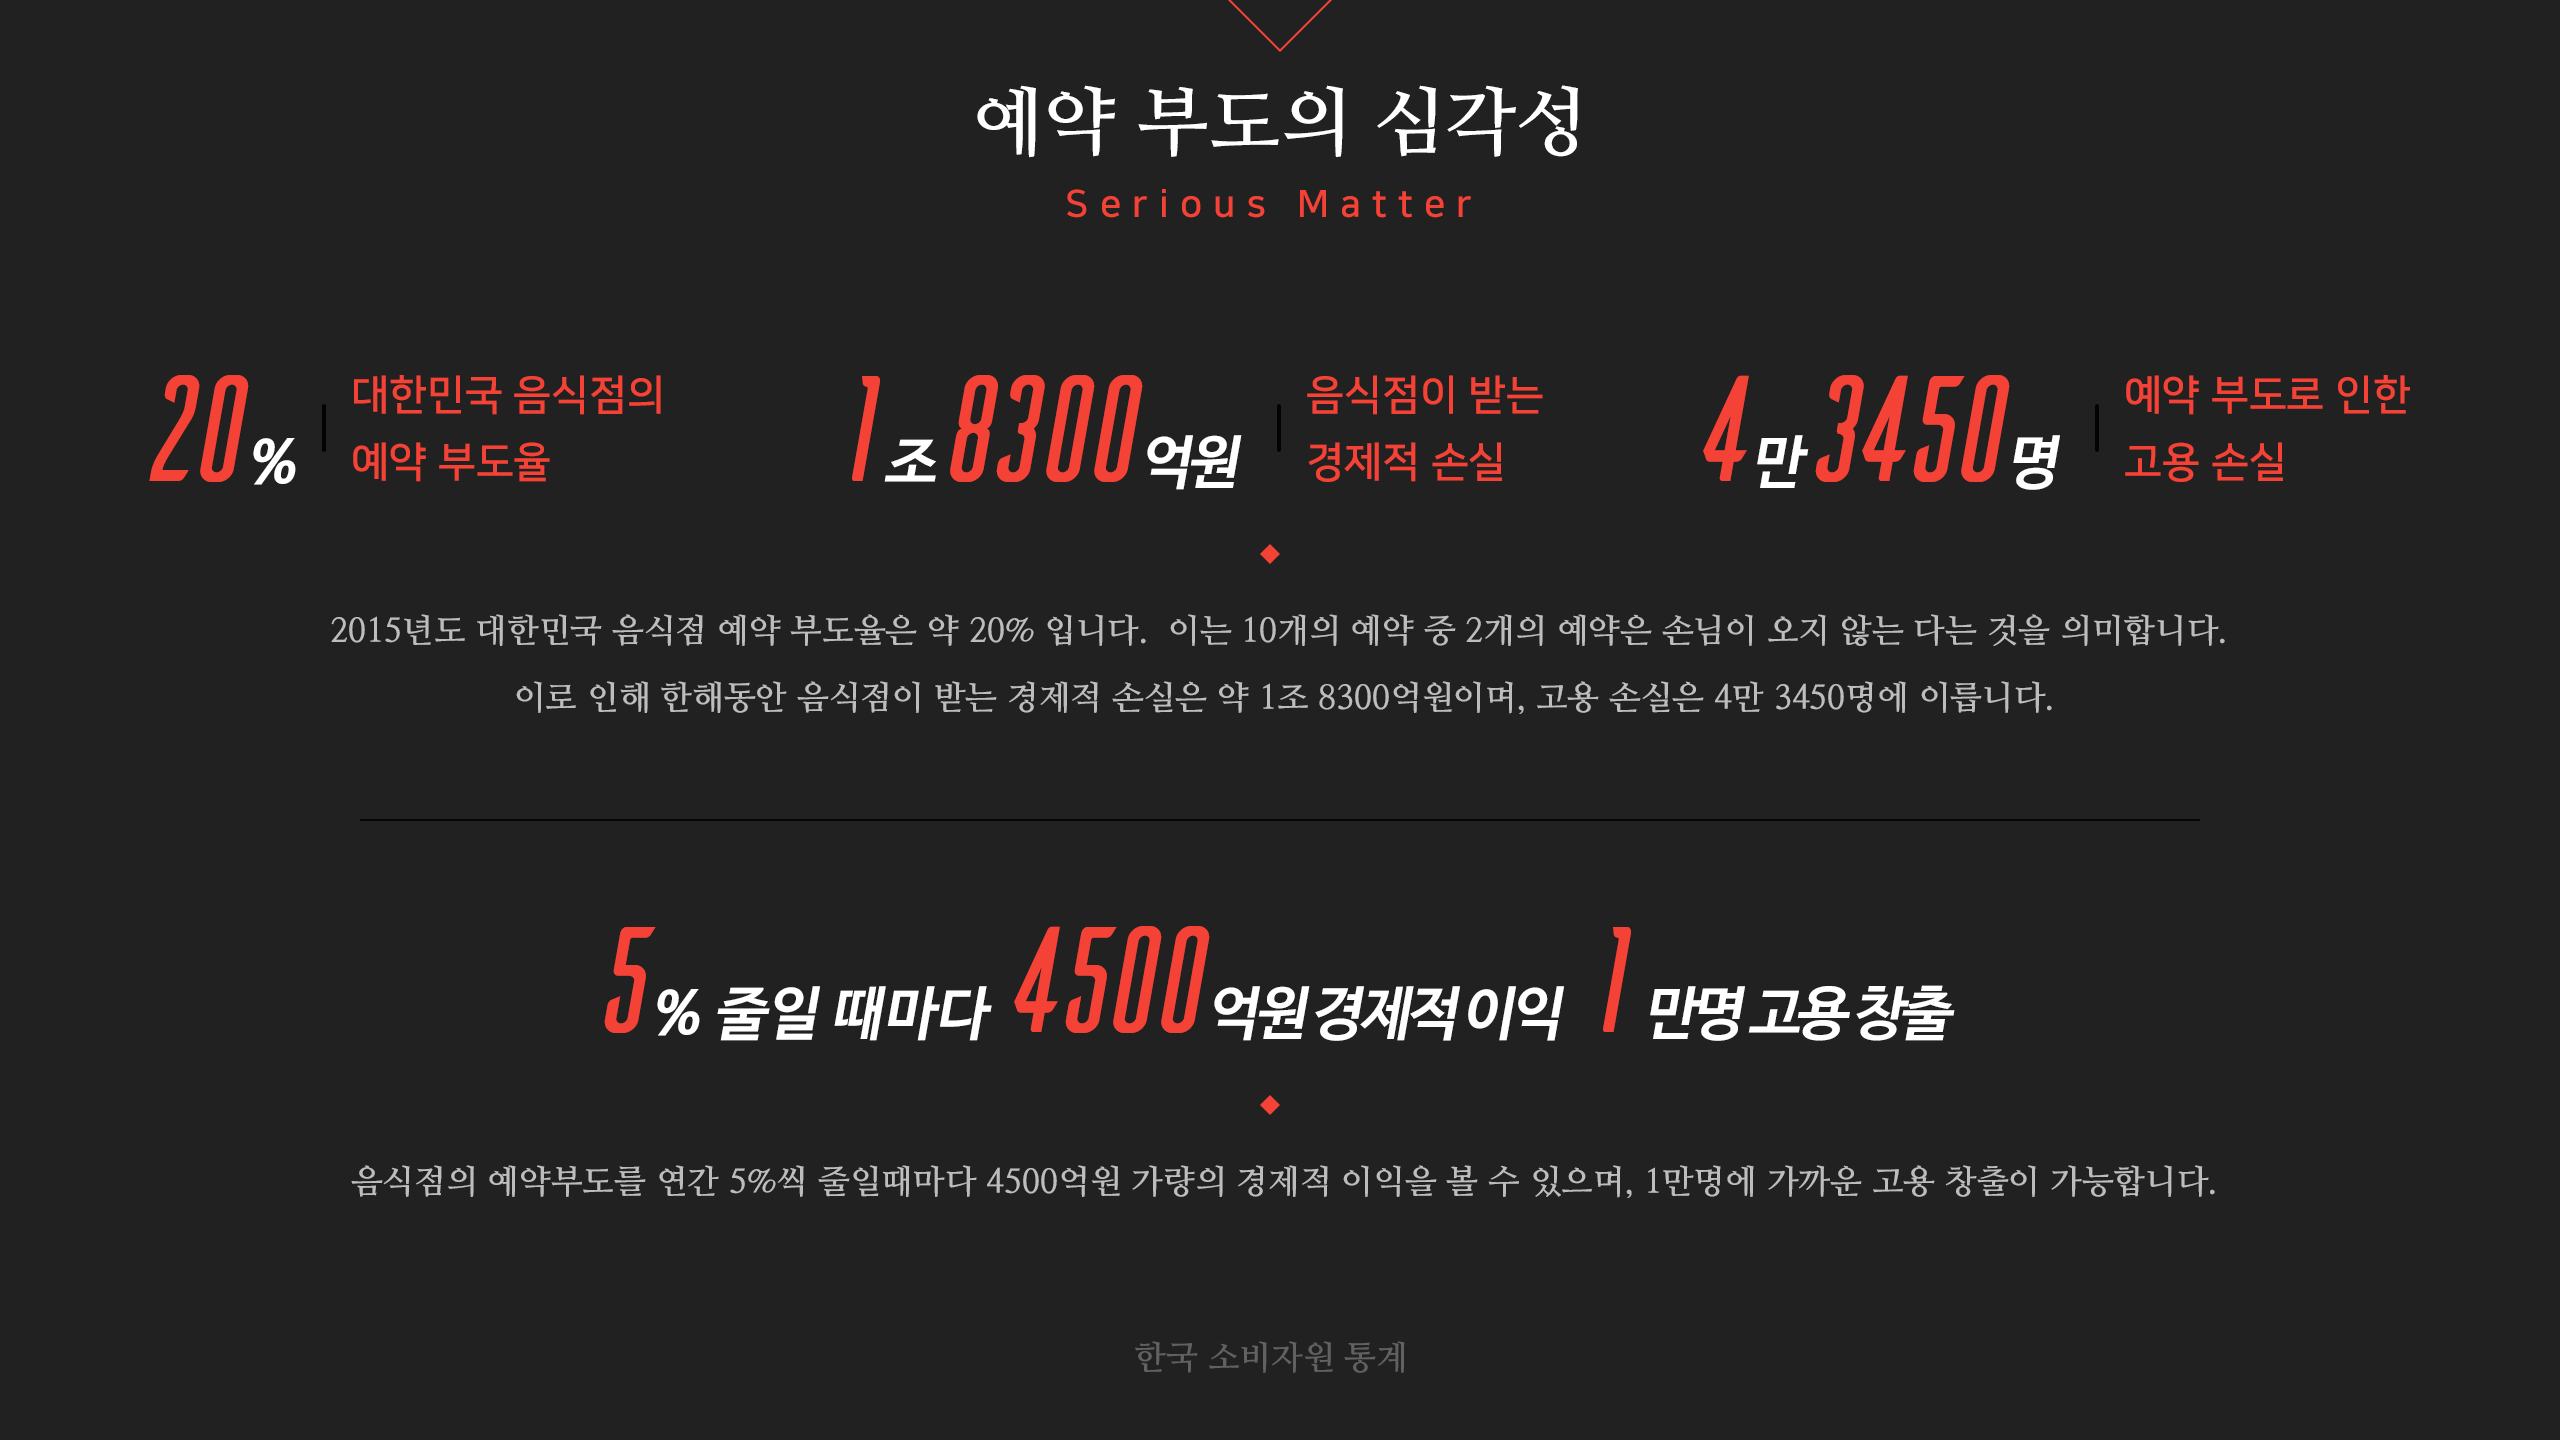 예약 부도의 심각성
Serious Matter
20% 대한민국 음식점의
예약 부도율
1조 8300억원 음식점이 받는
경제적 손실
4만 3450명 예약 부도로 인한
고용 손실
2015년도 대한민국 음식점 예약 부도율은 약 20% 입니다. 이는 10개의 예약 중 2개의 예약은 손님이 오지 않는 다는 것을 의미합니다.
이로 인해 한해동안 음식점이 받는 경제적 손실은 약 1조 8300억원이며, 고용 손실은 4만 3450명에 이릅니다.
5% 줄일 때마다 4500억원 경제적 이익 1만명 고용 창출
음식점의 예약부도를 연간 5%씩 줄일때마다 4500억원 가량의 경제적 이익을 볼 수 있으며, 1만명에 가까운 고용 창출이 가능합니다.
한국 소비자원 통계